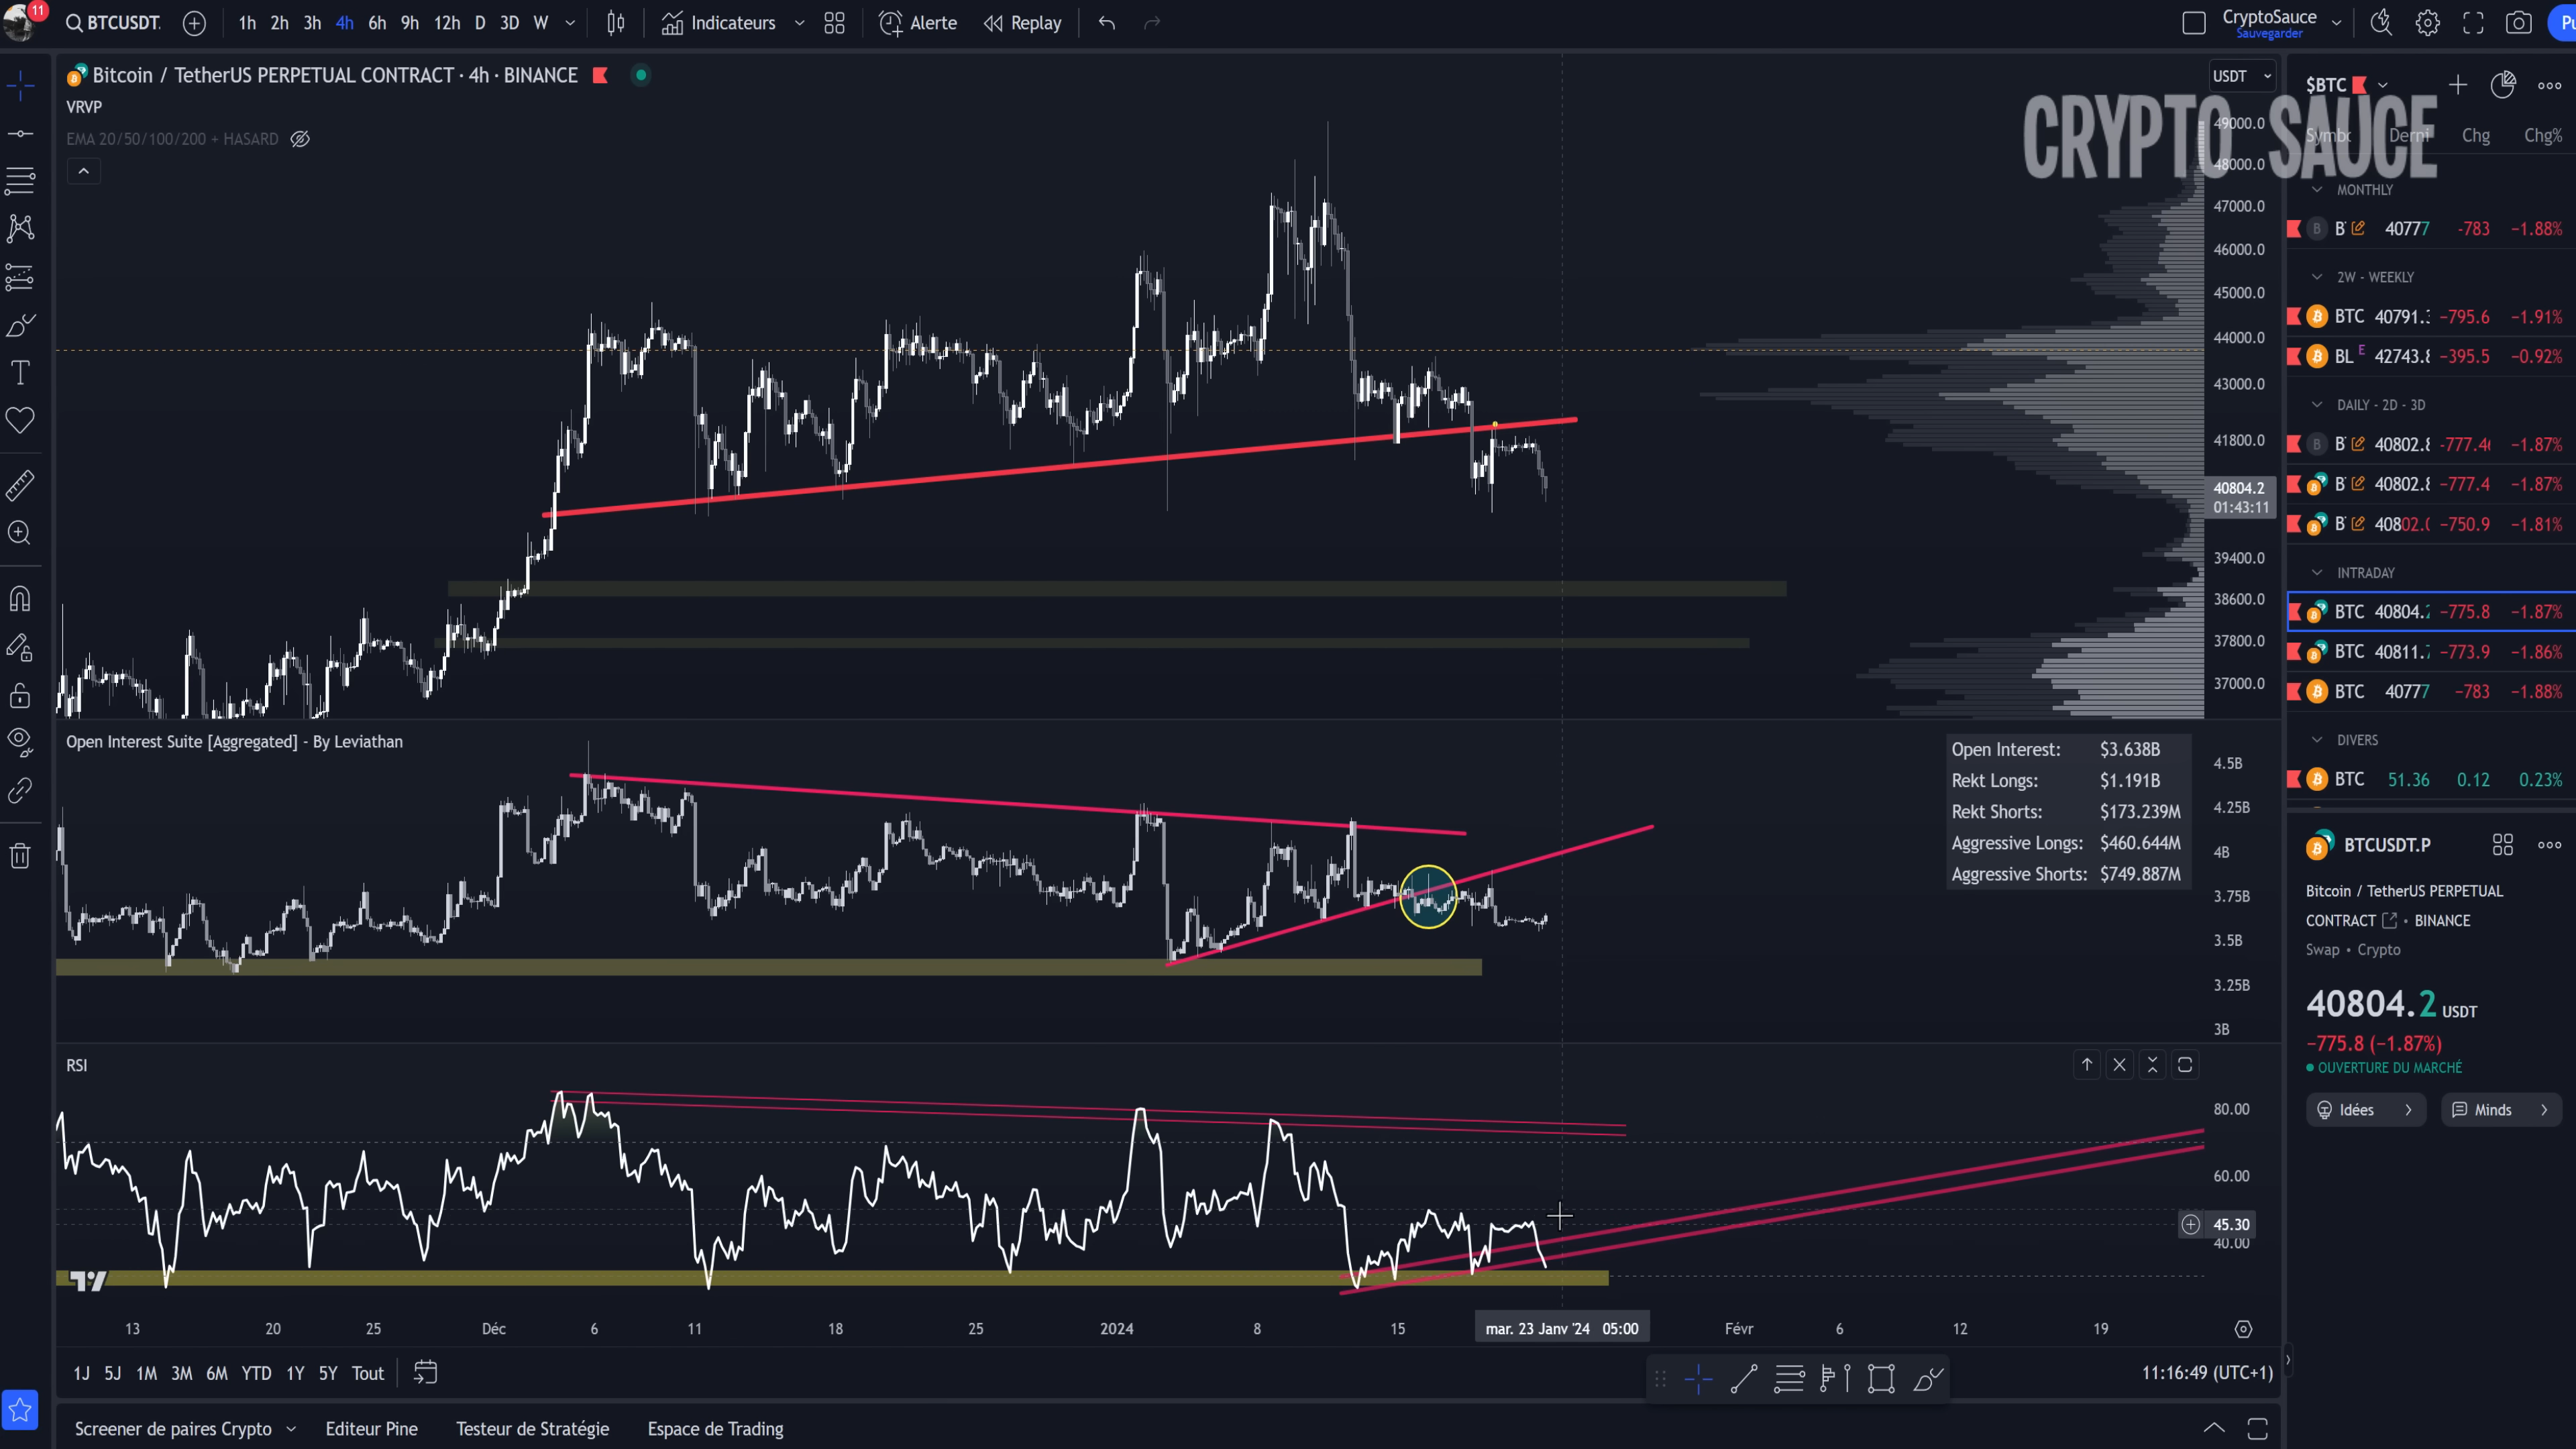 11
BTCUSDT.
1h 2h 3h 4h 6h 9h 12h D 3D W
Indicateurs
Alerte
Replay
CryptoSauce
Sauvegarder
Bitcoin / TetherUS PERPETUAL CONTRACT · 4h · BINANCE
VRVP
EMA 20/50/100/200 + HASARD
USDT
CRYPTO SAUCE
49000.0
48000.0
47000.0
46000.0
45000.0
44000.0
43000.0
41800.0
40804.2
01:43:11
39400.0
38600.0
37800.0
37000.0
Open Interest Suite [Aggregated] - By Leviathan
Open Interest: $3.638B
Rekt Longs: $1.191B
Rekt Shorts: $173.239M
Aggressive Longs: $460.644M
Aggressive Shorts: $749.887M
4.5B
4.25B
4B
3.75B
3.5B
3.25B
3B
RSI
80.00
60.00
45.30
40.00
13 20 25 Déc 6 11 18 25 2024 8 15 mar. 23 Janv '24 05:00 Févr 6 12 19
1J 5J 1M 3M 6M YTD 1Y 5Y Tout
11:16:49 (UTC+1)
Screener de paires Crypto
Editeur Pine
Testeur de Stratégie
Espace de Trading
$BTC
Chg Chg%
MONTHLY
40777 -783 -1.88%
2W - WEEKLY
BTC 40791. -795.6 -1.91%
BL E 42743.8 -395.5 -0.92%
DAILY - 2D - 3D
40802.8 -777.4 -1.87%
40802.8 -777.4 -1.87%
40802. -750.9 -1.81%
INTRADAY
BTC 40804. -775.8 -1.87%
BTC 40811. -773.9 -1.86%
BTC 40777 -783 -1.88%
DIVERS
BTC 51.36 0.12 0.23%
BTCUSDT.P
Bitcoin / TetherUS PERPETUAL
CONTRACT • BINANCE
Swap • Crypto
40804.2 USDT
-775.8 (-1.87%)
OUVERTURE DU MARCHÉ
Idées
Minds